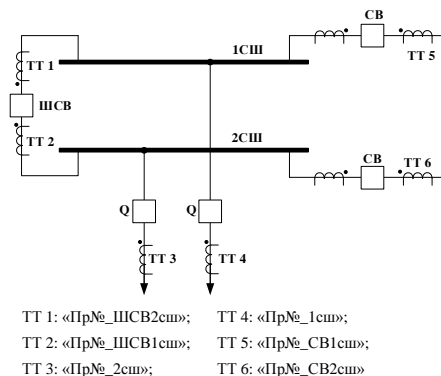 СВ
1СШ
ТТ 1
ТТ 5
ШСВ
ТТ 2
2СШ
СВ
ТТ 6
Q
Q
ТТ 3
ТТ 4
ТТ 1: «Пр№_ШСВ2сш»; ТТ 4: «Пр№_1сш»;
ТТ 2: «Пр№_ШСВ1сш»; ТТ 5: «Пр№_СВ1сш»
ТТ 3: «Пр№_2сш»; ТТ 6: «Пр№_СВ2сш»